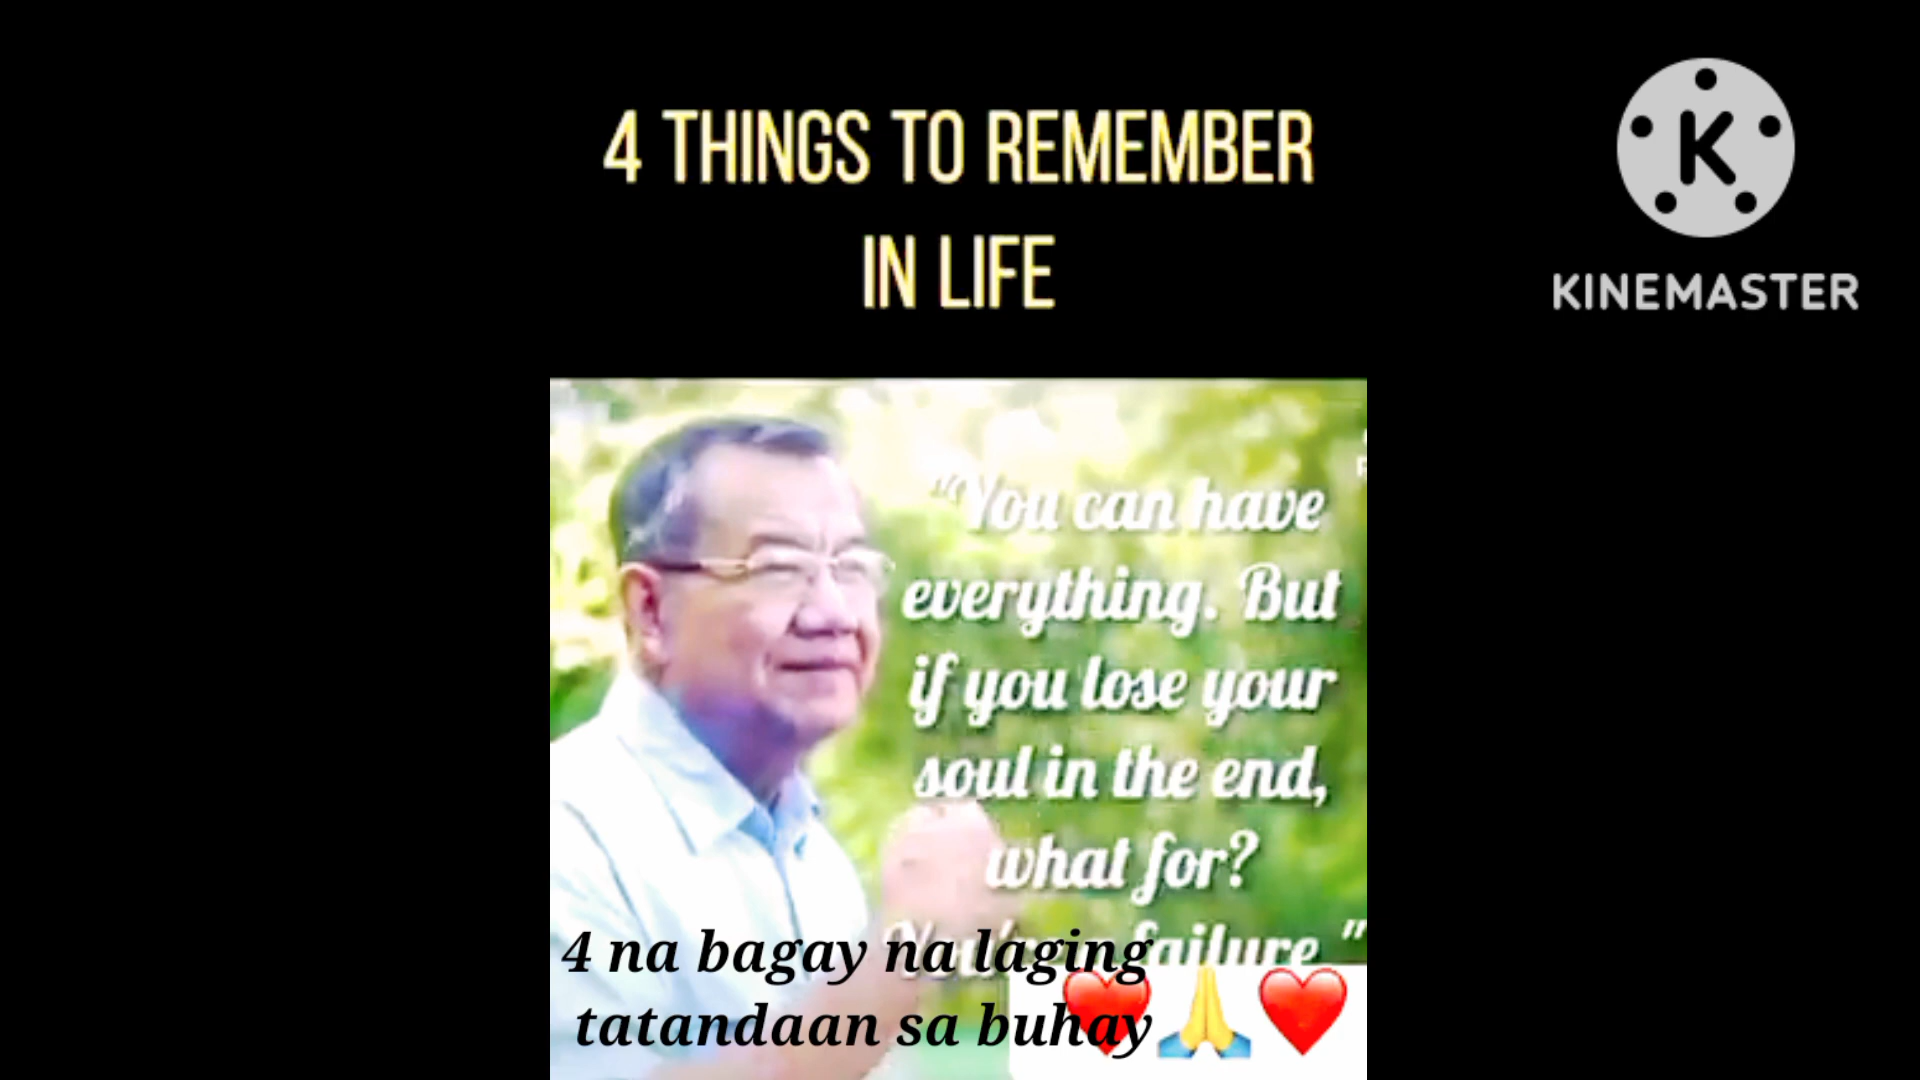 4 THINGS TO REMEMBER
IN LIFE
KINEMASTER
"You can have
everything. But
if you lose your
soul in the end,
what for?
failure."
4 na bagay na laging
tatandaan sa buhay